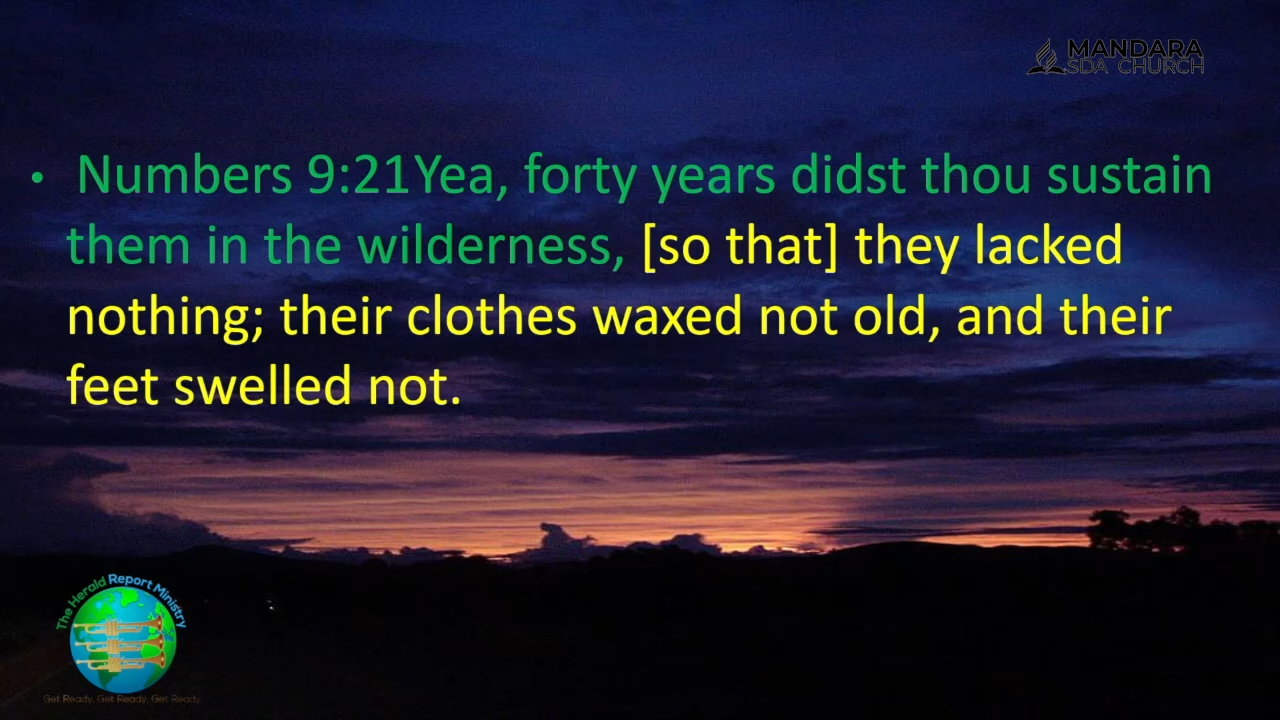 MANDARA
SDA CHURCH
• Numbers 9:21Yea, forty years didst thou sustain
them in the wilderness, [so that] they lacked
nothing; their clothes waxed not old, and their
feet swelled not.
The Herald Report Ministry
Get Ready, Get Ready, Get Ready